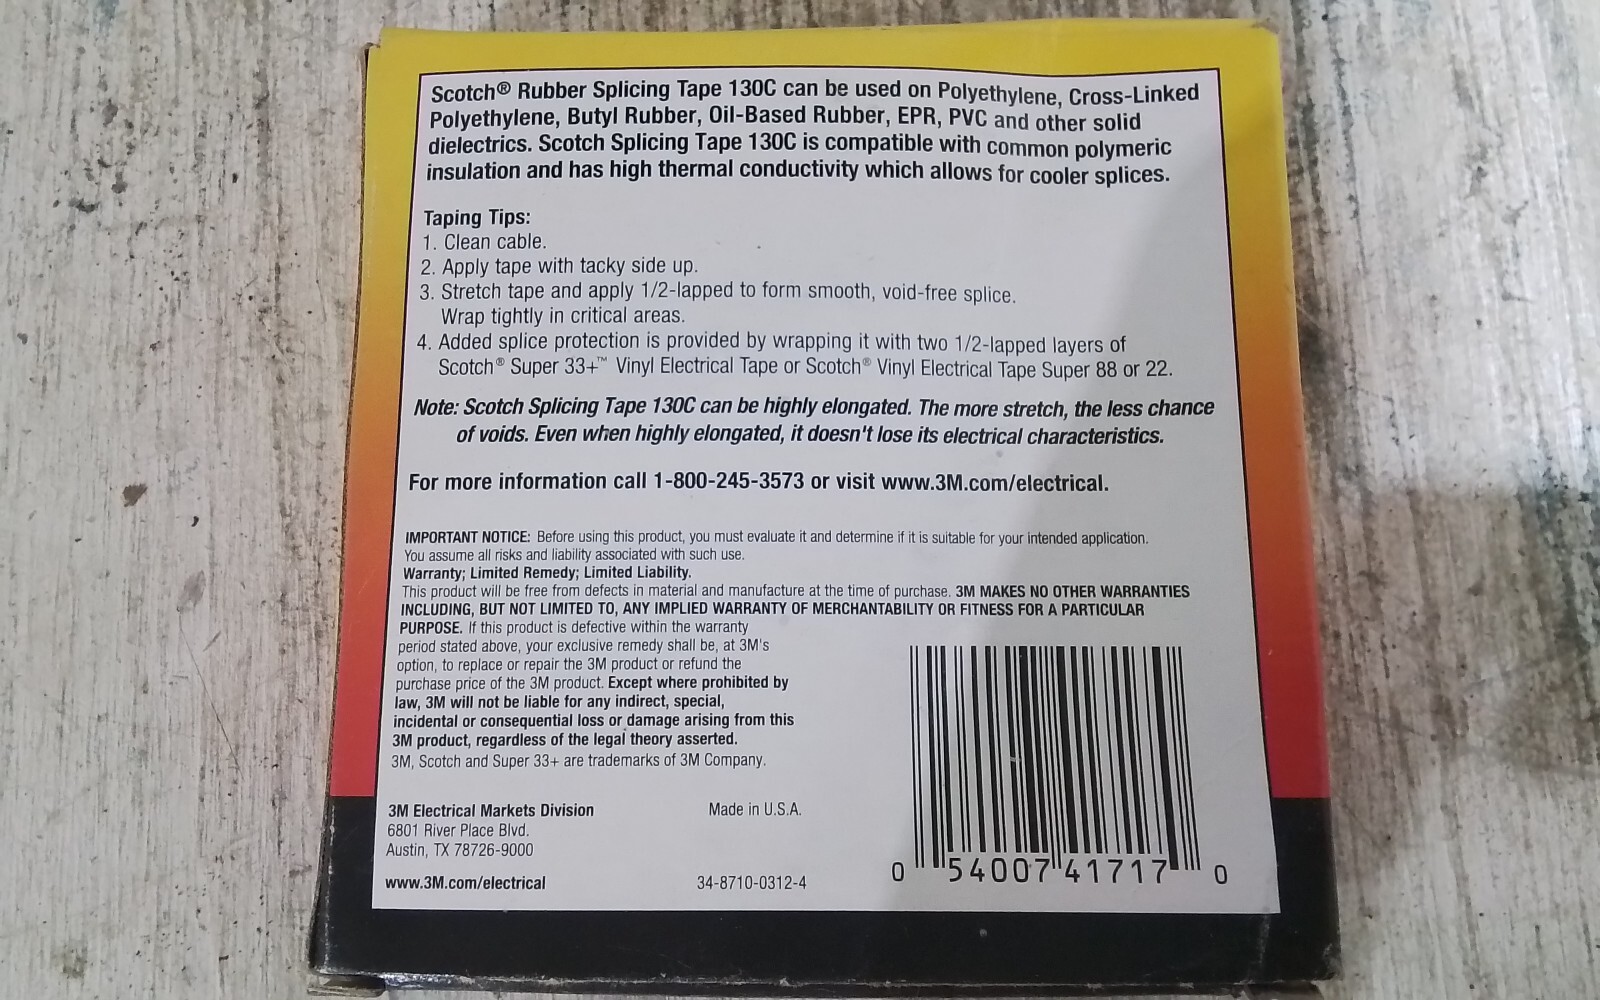 Scotch® Rubber Splicing Tape 130C can be used on Polyethylene, Cross-Linked
Polyethylene, Butyl Rubber, Oil-Based Rubber, EPR, PVC and other solid
dielectrics. Scotch Splicing Tape 130C is compatible with common polymeric
insulation and has high thermal conductivity which allows for cooler splices.
Taping Tips:
1. Clean cable.
2. Apply tape with tacky side up.
3. Stretch tape and apply 1/2-lapped to form smooth, void-free splice.
Wrap tightly in critical areas.
4. Added splice protection is provided by wrapping it with two 1/2-lapped layers of
Scotch® Super 33+™ Vinyl Electrical Tape or Scotch® Vinyl Electrical Tape Super 88 or 22.
Note: Scotch Splicing Tape 130C can be highly elongated. The more stretch, the less chance
of voids. Even when highly elongated, it doesn't lose its electrical characteristics.
For more information call 1-800-245-3573 or visit www.3M.com/electrical.
IMPORTANT NOTICE: Before using this product, you must evaluate it and determine if it is suitable for your intended application.
You assume all risks and liability associated with such use.
Warranty; Limited Remedy; Limited Liability.
This product will be free from defects in material and manufacture at the time of purchase. 3M MAKES NO OTHER WARRANTIES
INCLUDING, BUT NOT LIMITED TO, ANY IMPLIED WARRANTY OF MERCHANTABILITY OR FITNESS FOR A PARTICULAR
PURPOSE. If this product is defective within the warranty
period stated above, your exclusive remedy shall be, at 3M's
option, to replace or repair the 3M product or refund the
purchase price of the 3M product. Except where prohibited by
law, 3M will not be liable for any indirect, special,
incidental or consequential loss or damage arising from this
3M product, regardless of the legal theory asserted.
3M, Scotch and Super 33+ are trademarks of 3M Company.
3M Electrical Markets Division
6801 River Place Blvd.
Austin, TX 78726-9000
www.3M.com/electrical
Made in U.S.A.
34-8710-0312-4
0 54007 41717 0